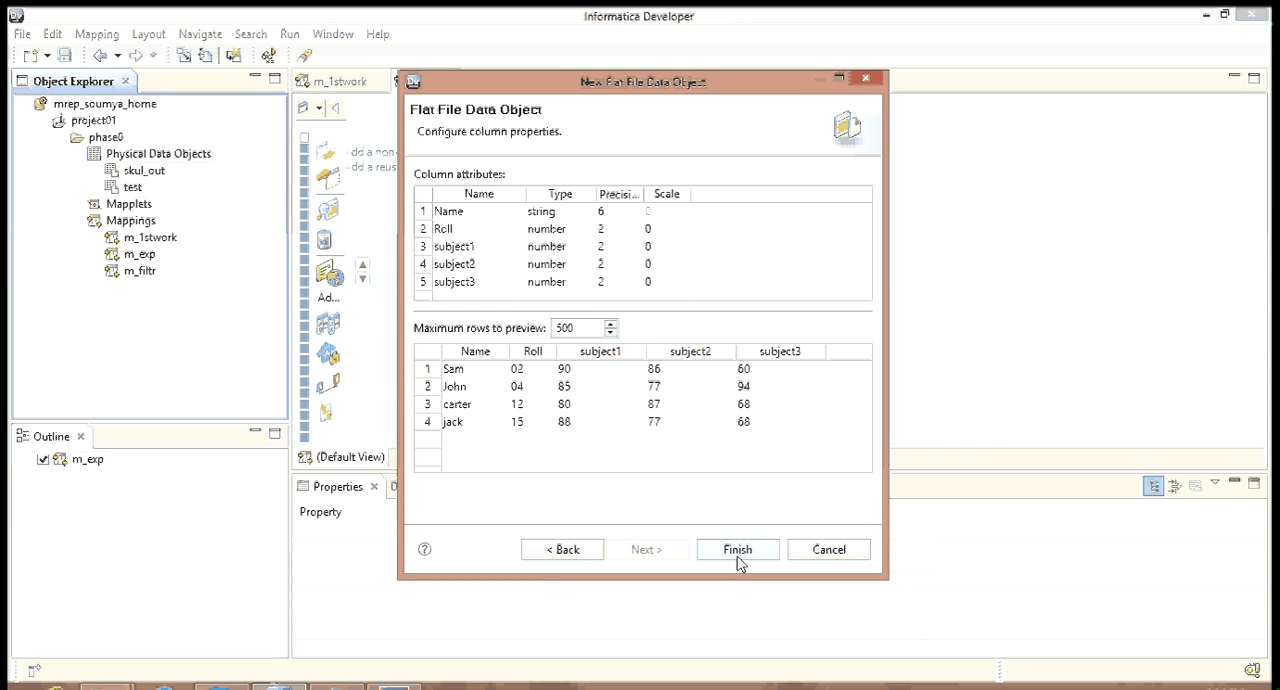 Informatica Developer
File Edit Mapping Layout Navigate Search Run Window Help
Object Explorer
mrep_soumya_home
project01
phase0
Physical Data Objects
skul_out
test
Mapplets
Mappings
m_1stwork
m_exp
m_filtr
Outline
m_exp
m_1stwork
dd a non-
dd a reus
Ad...
(Default View)
Properties
Property
New Flat File Data Object
Flat File Data Object
Configure column properties.
Column attributes:
Name Type Precisi... Scale
1 Name string 6 0
2 Roll number 2 0
3 subject1 number 2 0
4 subject2 number 2 0
5 subject3 number 2 0
Maximum rows to preview: 500
Name Roll subject1 subject2 subject3
1 Sam 02 90 86 60
2 John 04 85 77 94
3 carter 12 80 87 68
4 jack 15 88 77 68
< Back Next > Finish Cancel